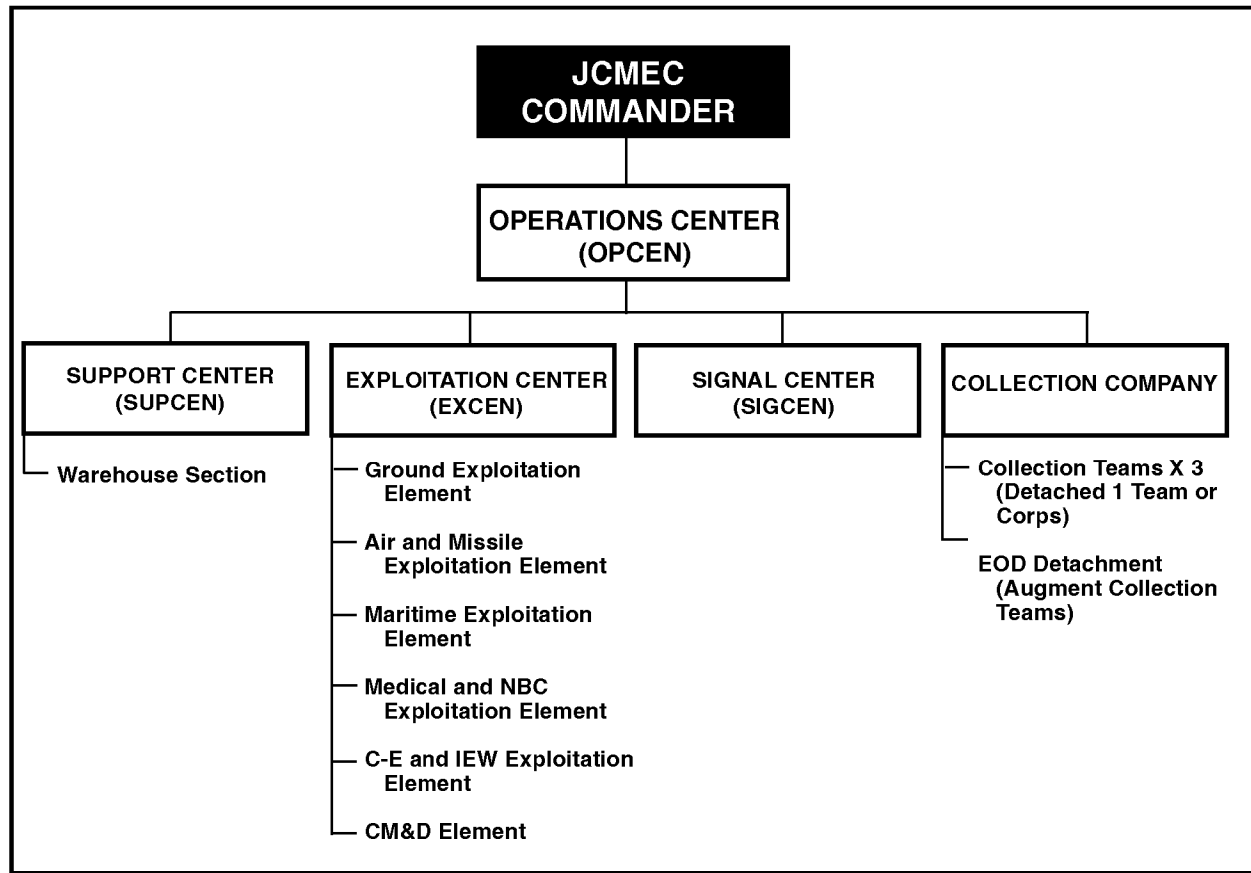 JCMEC
COMMANDER
OPERATIONS CENTER
(OPCEN)
SUPPORT CENTER
(SUPCEN)
EXPLOITATION CENTER
(EXCEN)
SIGNAL CENTER
(SIGCEN)
COLLECTION COMPANY
Warehouse Section
Ground Exploitation
Element
Air and Missile
Exploitation Element
Maritime Exploitation
Element
Medical and NBC
Exploitation Element
C-E and IEW Exploitation
Element
CM&D Element
Collection Teams X 3
(Detached 1 Team or
Corps)
EOD Detachment
(Augment Collection
Teams)